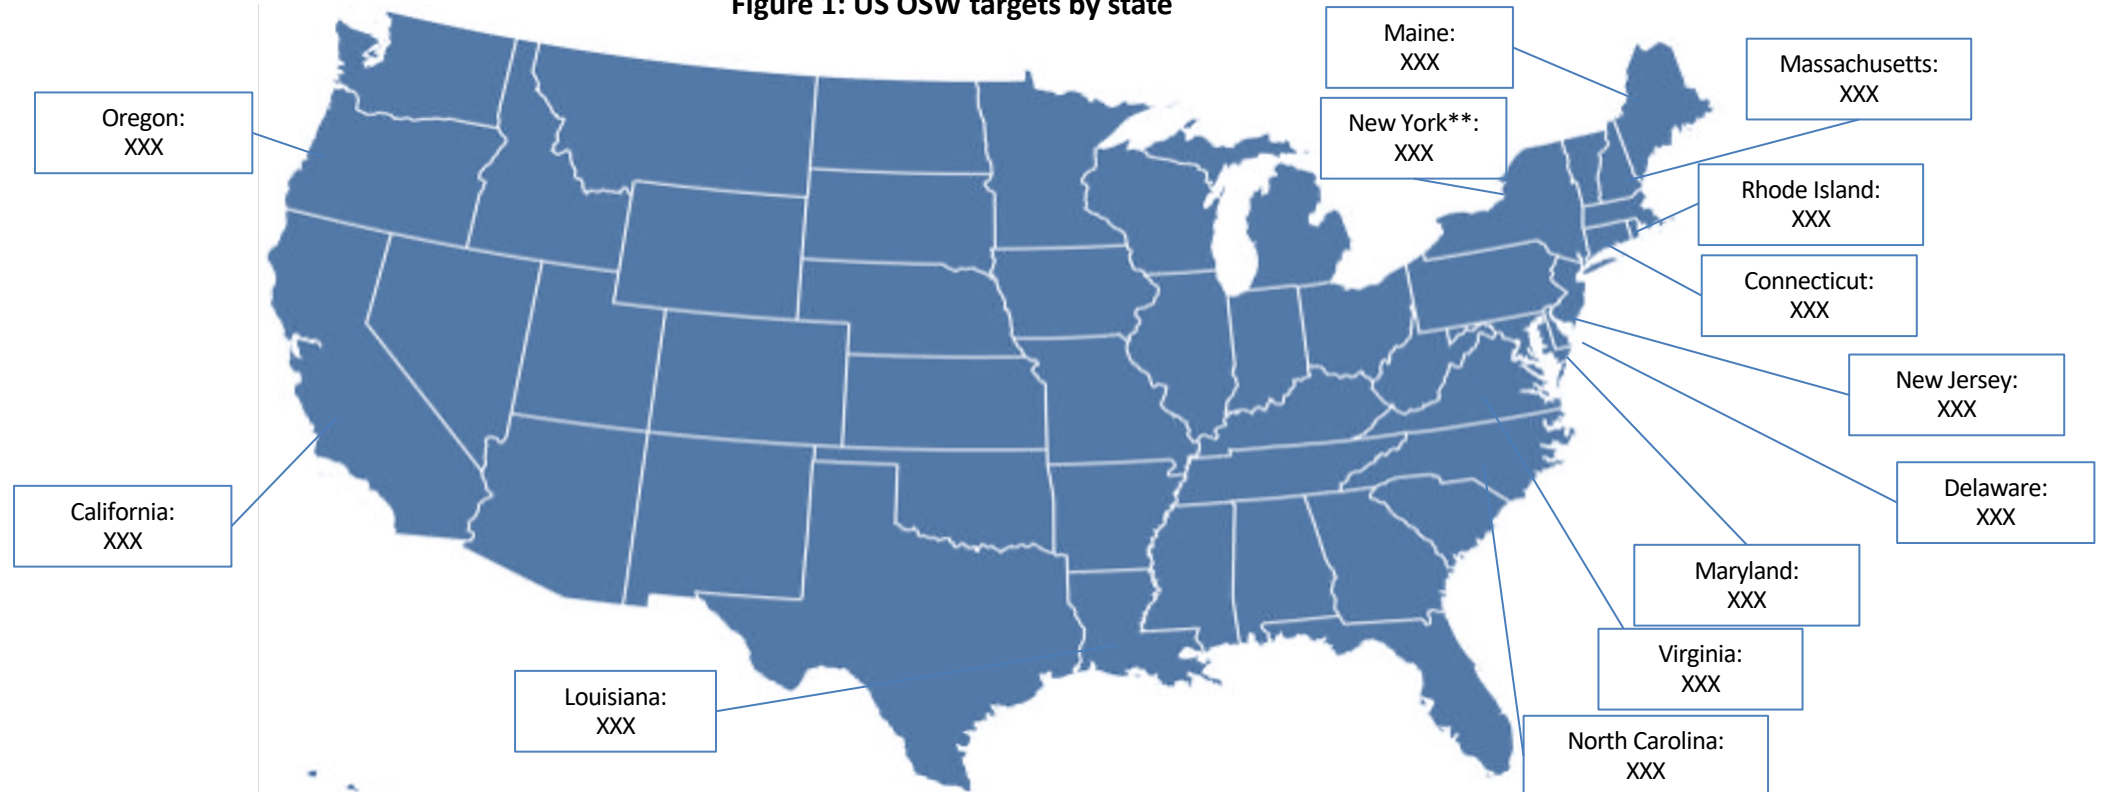 Figure 1: US OSW targets by state
Maine:
XXX
Massachusetts:
XXX
Oregon:
XXX
New York**:
XXX
Rhode Island:
XXX
Connecticut:
XXX
New Jersey:
XXX
California:
XXX
Delaware:
XXX
Maryland:
XXX
Virginia:
XXX
Louisiana:
XXX
North Carolina:
XXX